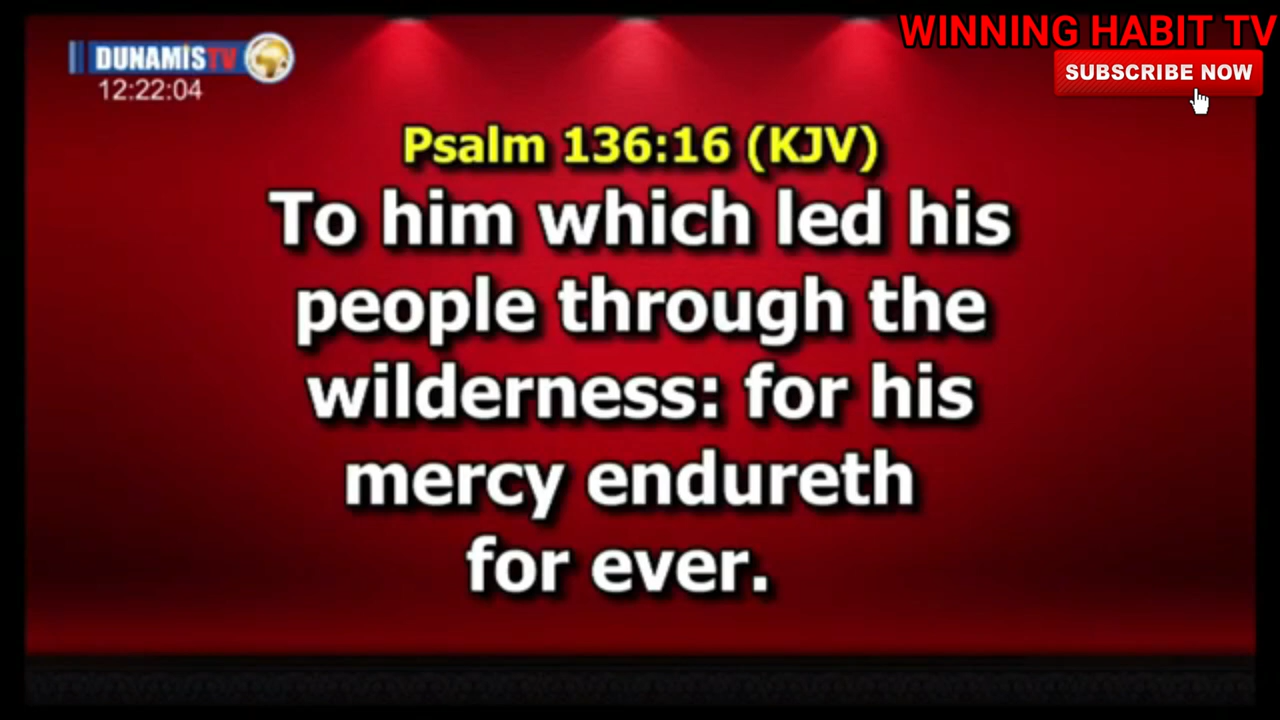 WINNING HABIT TV
DUNAMIS TV
SUBSCRIBE NOW
12:22:04
Psalm 136:16 (KJV)
To him which led his
people through the
wilderness: for his
mercy endureth
for ever.